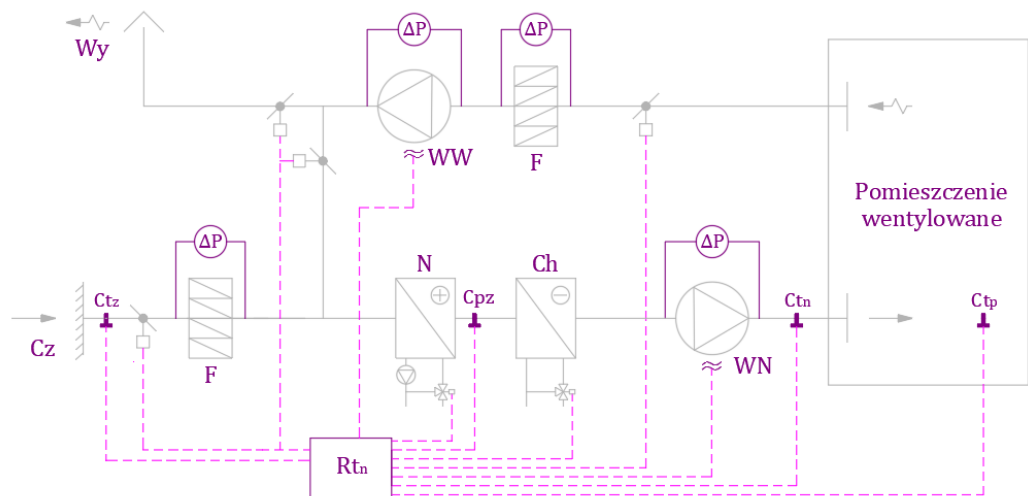 ΔP
ΔP
Wy
WW
F
Pomieszczenie
wentylowane
ΔP
ΔP
N
Ch
Ctz
Cpz
Ctn
Ctp
Cz
F
WN
Rtn